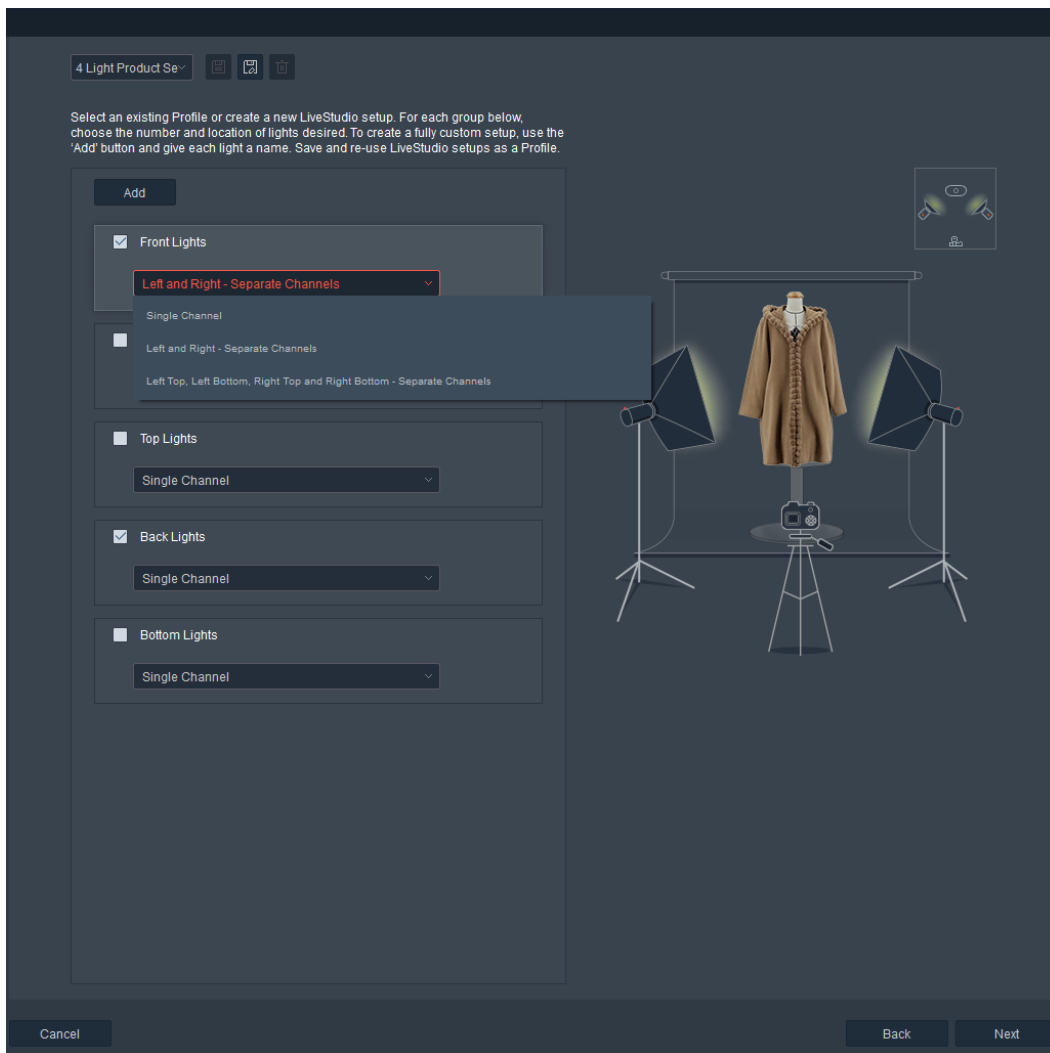 4 Light Product Se
Select an existing Profile or create a new LiveStudio setup. For each group below,
choose the number and location of lights desired. To create a fully custom setup, use the
'Add' button and give each light a name. Save and re-use LiveStudio setups as a Profile.
Add
Front Lights
Left and Right - Separate Channels
Single Channel
Left and Right - Separate Channels
Left Top, Left Bottom, Right Top and Right Bottom - Separate Channels
Top Lights
Single Channel
Back Lights
Single Channel
Bottom Lights
Single Channel
Cancel
Back
Next